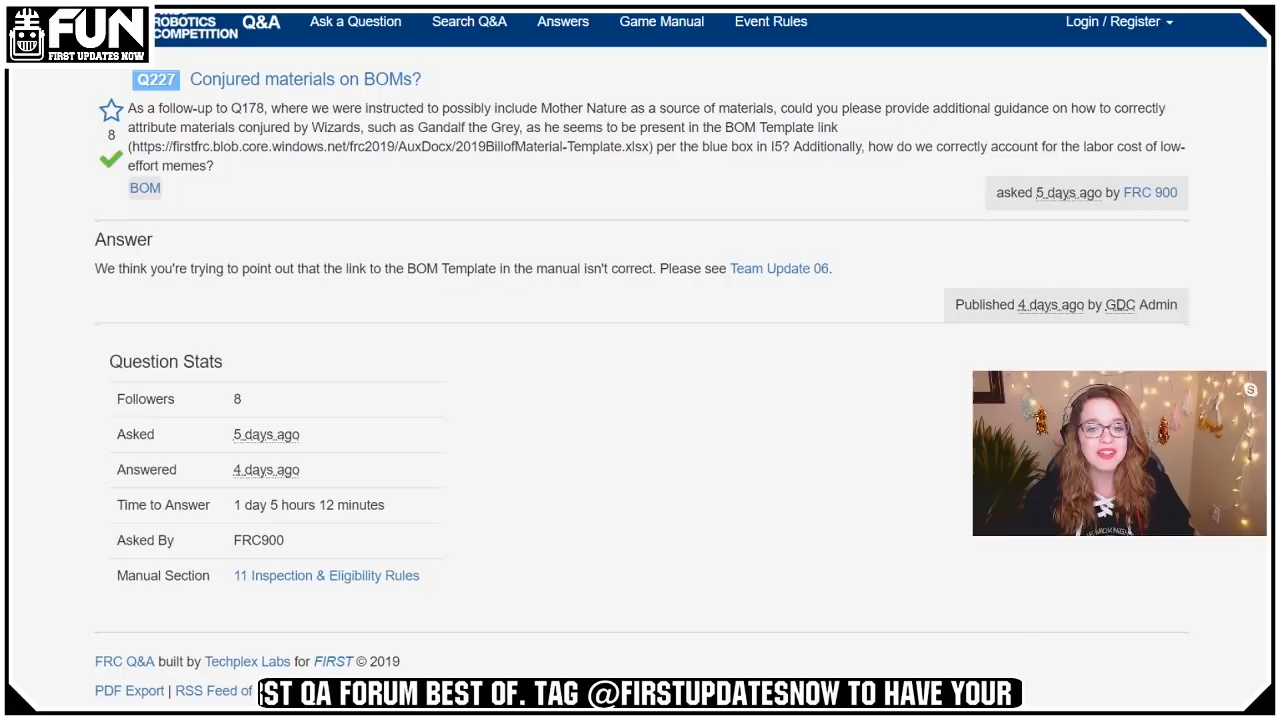 FUN
FIRST UPDATES NOW
ROBOTICS
COMPETITION
Q&A
Ask a Question
Search Q&A
Answers
Game Manual
Event Rules
Login / Register
Q227 Conjured materials on BOMs?
As a follow-up to Q178, where we were instructed to possibly include Mother Nature as a source of materials, could you please provide additional guidance on how to correctly
8
attribute materials conjured by Wizards, such as Gandalf the Grey, as he seems to be present in the BOM Template link
(https://firstfrc.blob.core.windows.net/frc2019/AuxDocx/2019BillofMaterial-Template.xlsx) per the blue box in I5? Additionally, how do we correctly account for the labor cost of low-
effort memes?
BOM
asked 5 days ago by FRC 900
Answer
We think you're trying to point out that the link to the BOM Template in the manual isn't correct. Please see Team Update 06.
Published 4 days ago by GDC Admin
Question Stats
Followers 8
Asked 5 days ago
Answered 4 days ago
Time to Answer 1 day 5 hours 12 minutes
Asked By FRC900
Manual Section 11 Inspection & Eligibility Rules
FRC Q&A built by Techplex Labs for FIRST © 2019
PDF Export | RSS Feed of
ST QA FORUM BEST OF. TAG @FIRSTUPDATESNOW TO HAVE YOUR